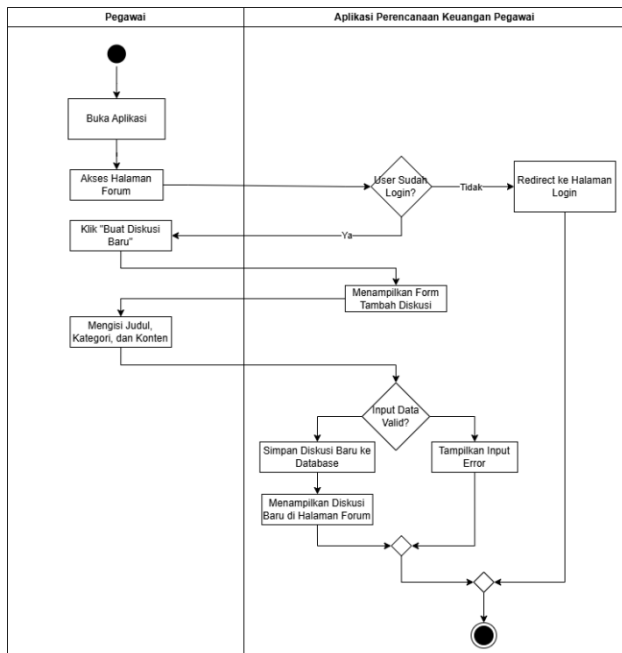 Pegawai
Aplikasi Perencanaan Keuangan Pegawai
Buka Aplikasi
Akses Halaman
Forum
User Sudah
Login?
Tidak
Redirect ke Halaman
Login
Klik "Buat Diskusi
Baru"
Ya
Menampilkan Form
Tambah Diskusi
Mengisi Judul,
Kategori, dan Konten
Input Data
Valid?
Simpan Diskusi Baru ke
Database
Tampilkan Input
Error
Menampilkan Diskusi
Baru di Halaman Forum